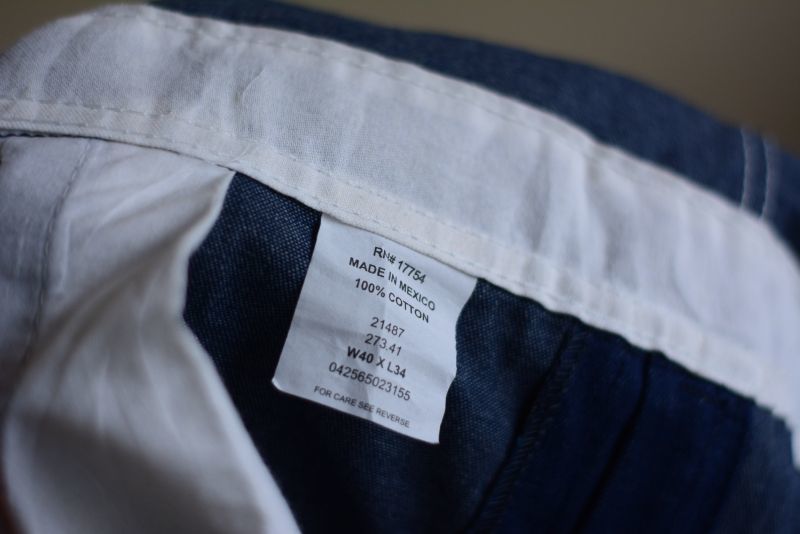 RN# 17754
MADE IN MEXICO
100% COTTON
21487
273.41
W40 X L34
042565023155
FOR CARE SEE REVERSE